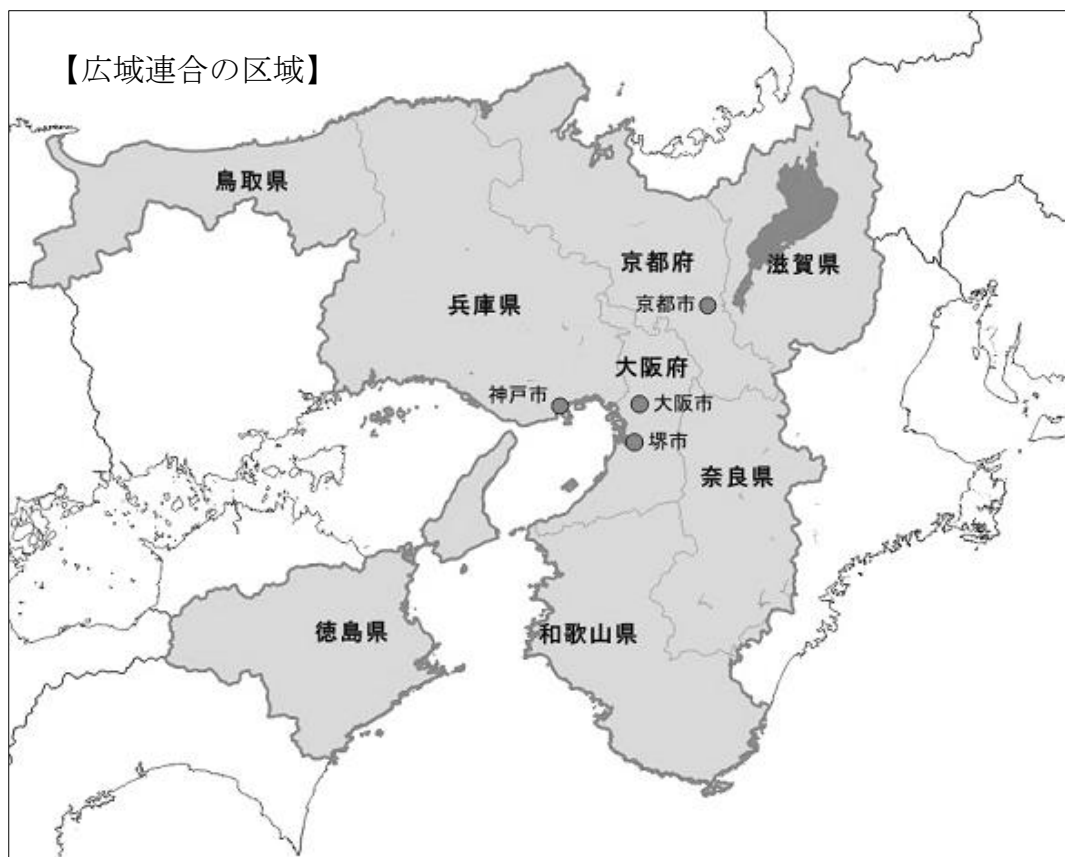 【広域連合の区域】
鳥取県
京都府
滋賀県
兵庫県
京都市
大阪府
神戸市
大阪市
堺市
奈良県
徳島県
和歌山県